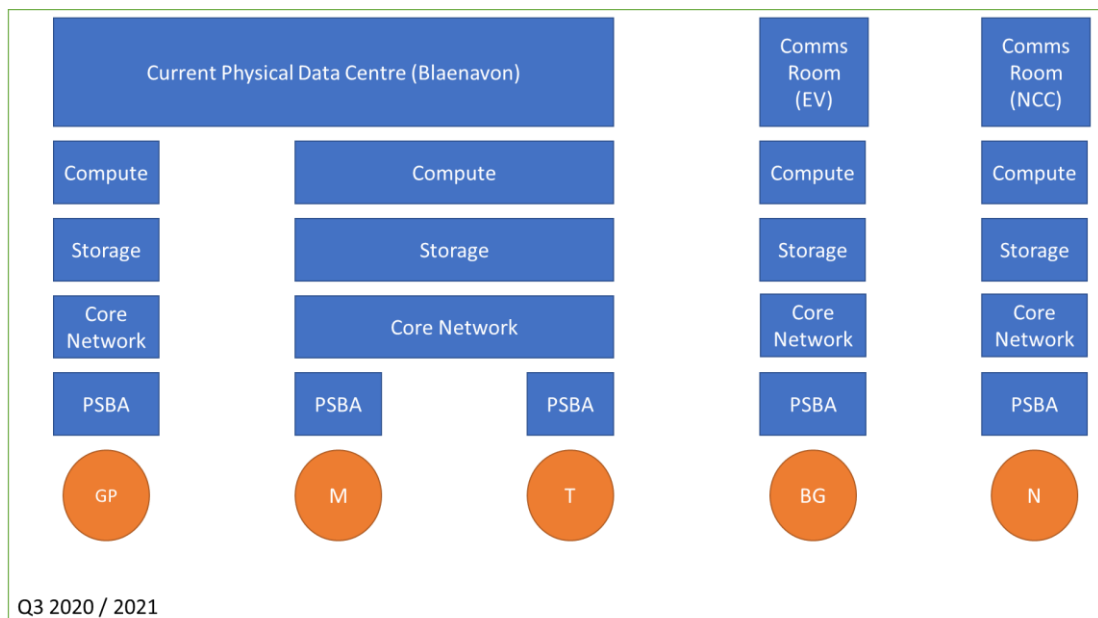 Current Physical Data Centre (Blaenavon)
Comms
Room
(EV)
Comms
Room
(NCC)
Compute
Compute
Compute
Compute
Storage
Storage
Storage
Storage
Core
Network
Core Network
Core
Network
Core
Network
PSBA
PSBA
PSBA
PSBA
PSBA
GP
M
T
BG
N
Q3 2020 / 2021